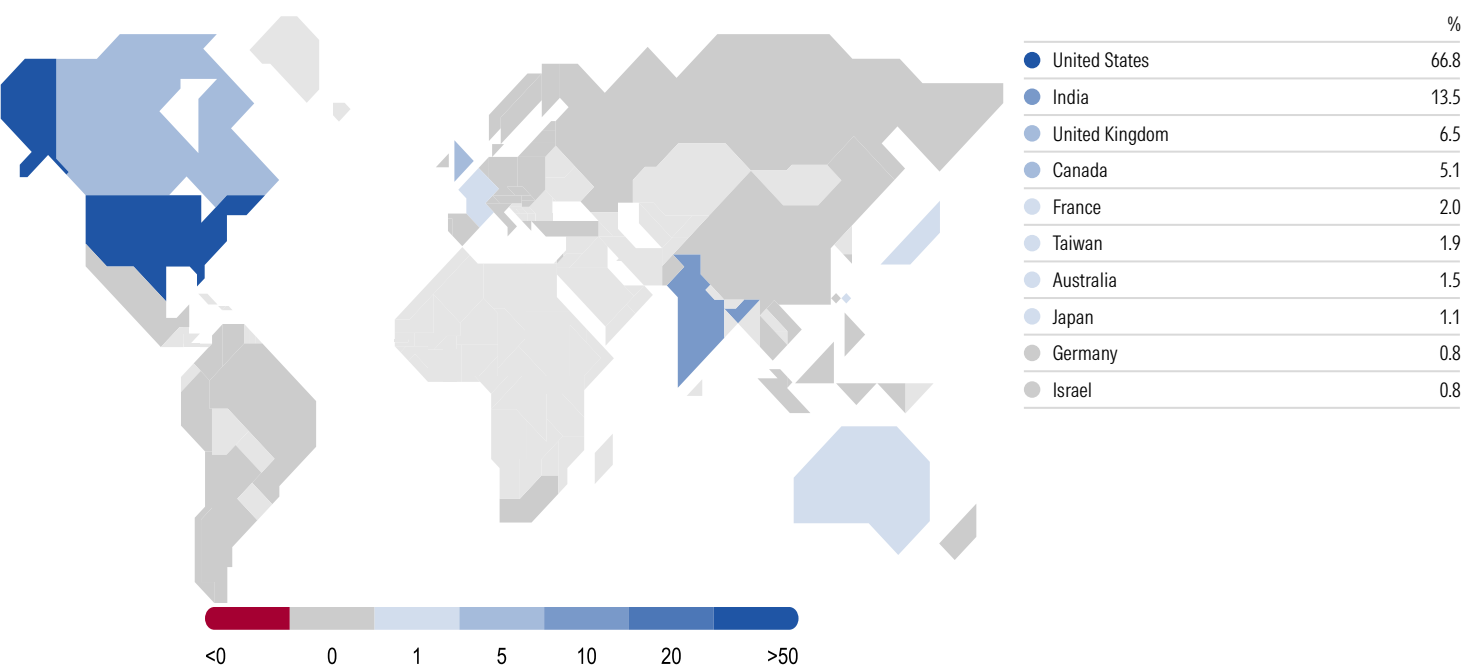 %
United States 66.8
India 13.5
United Kingdom 6.5
Canada 5.1
France 2.0
Taiwan 1.9
Australia 1.5
Japan 1.1
Germany 0.8
Israel 0.8
<0 0 1 5 10 20 >50